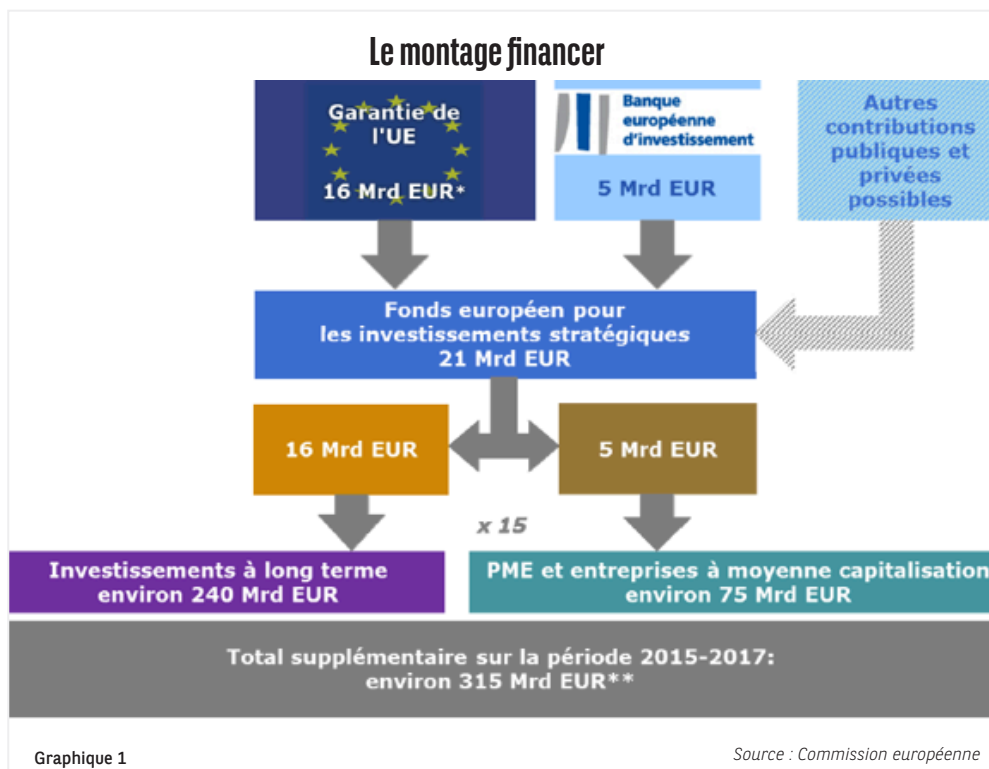 Le montage financer
Garantie de
l'UE
16 Mrd EUR*
Banque
européenne
d'investissement
5 Mrd EUR
Autres
contributions
publiques et
privées
possibles
Fonds européen pour
les investissements stratégiques
21 Mrd EUR
16 Mrd EUR
5 Mrd EUR
x 15
Investissements à long terme
environ 240 Mrd EUR
PME et entreprises à moyenne capitalisation
environ 75 Mrd EUR
Total supplémentaire sur la période 2015-2017:
environ 315 Mrd EUR**
Graphique 1
Source : Commission européenne